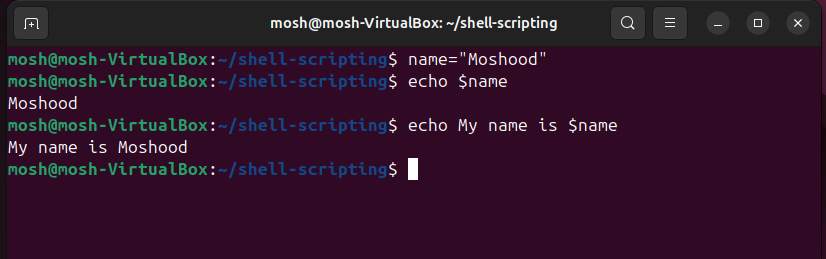 mosh@mosh-VirtualBox: ~/shell-scripting
mosh@mosh-VirtualBox:~/shell-scripting$ name="Moshood"
mosh@mosh-VirtualBox:~/shell-scripting$ echo $name
Moshood
mosh@mosh-VirtualBox:~/shell-scripting$ echo My name is $name
My name is Moshood
mosh@mosh-VirtualBox:~/shell-scripting$